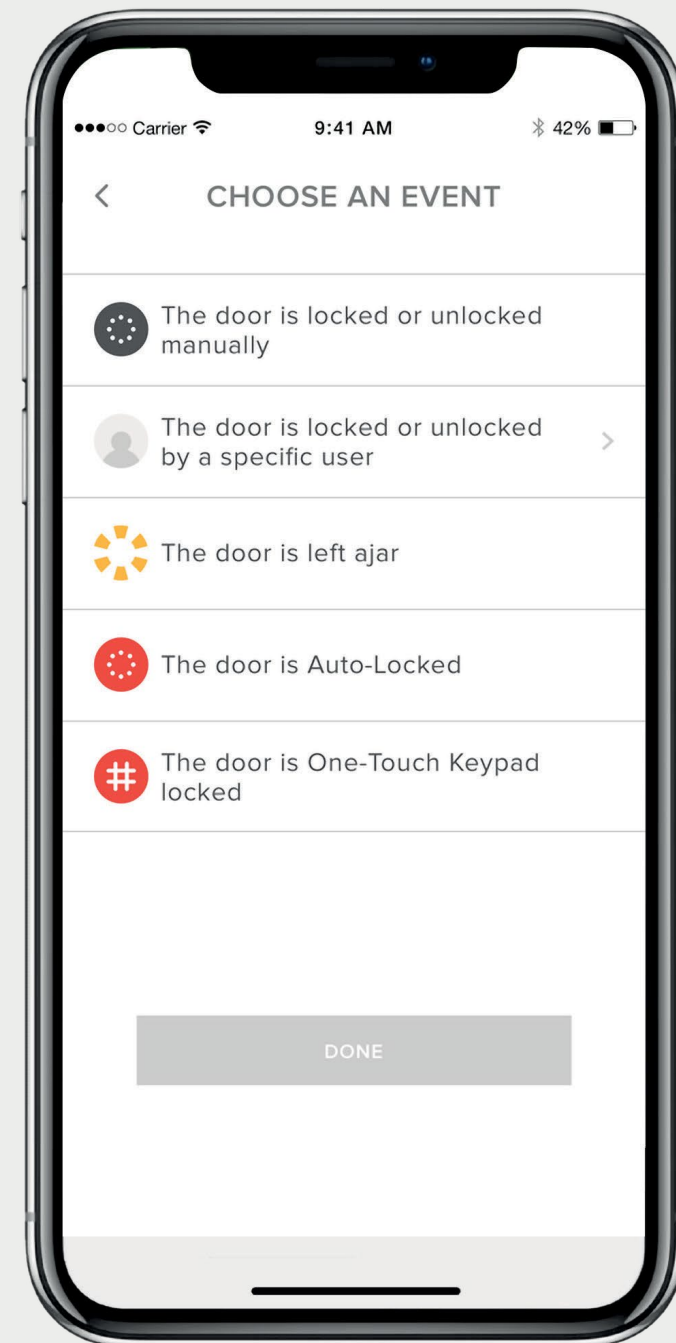 Carrier 9:41 AM 42%
CHOOSE AN EVENT
The door is locked or unlocked
manually
The door is locked or unlocked
by a specific user
The door is left ajar
The door is Auto-Locked
# The door is One-Touch Keypad
locked
DONE